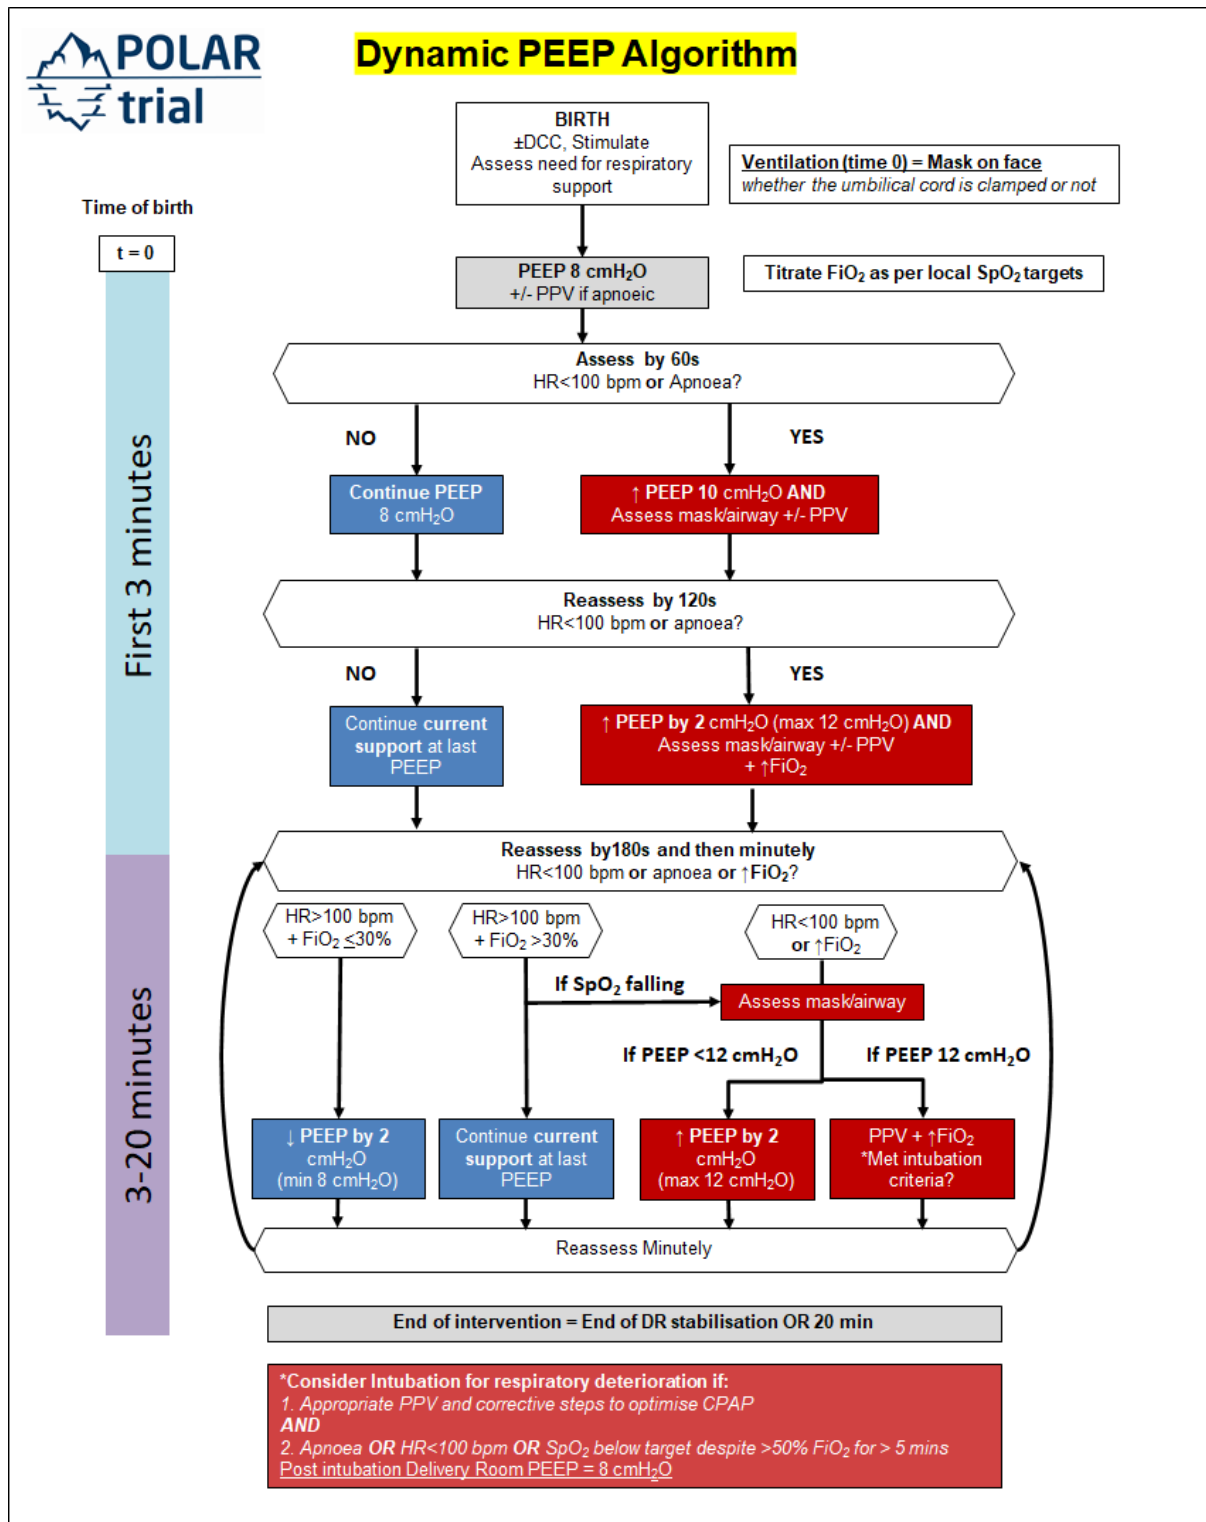 POLAR
trial
Dynamic PEEP Algorithm
BIRTH
±DCC, Stimulate
Assess need for respiratory
support
Ventilation (time 0) = Mask on face
whether the umbilical cord is clamped or not
Time of birth
t = 0
PEEP 8 cmH₂O
+/- PPV if apnoeic
Titrate FiO₂ as per local SpO₂ targets
First 3 minutes
Assess by 60s
HR<100 bpm or Apnoea?
NO
YES
Continue PEEP
8 cmH₂O
↑ PEEP 10 cmH₂O AND
Assess mask/airway +/- PPV
Reassess by 120s
HR<100 bpm or apnoea?
NO
YES
Continue current
support at last
PEEP
↑ PEEP by 2 cmH₂O (max 12 cmH₂O) AND
Assess mask/airway +/- PPV
+ ↑FiO₂
3-20 minutes
Reassess by180s and then minutely
HR<100 bpm or apnoea or ↑FiO₂?
HR>100 bpm
+ FiO₂ ≤30%
HR>100 bpm
+ FiO₂ >30%
HR<100 bpm
or ↑FiO₂
If SpO₂ falling
Assess mask/airway
If PEEP <12 cmH₂O
If PEEP 12 cmH₂O
↓ PEEP by 2
cmH₂O
(min 8 cmH₂O)
Continue current
support at last
PEEP
↑ PEEP by 2
cmH₂O
(max 12 cmH₂O)
PPV + ↑FiO₂
*Met intubation
criteria?
Reassess Minutely
End of intervention = End of DR stabilisation OR 20 min
*Consider Intubation for respiratory deterioration if:
1. Appropriate PPV and corrective steps to optimise CPAP
AND
2. Apnoea OR HR<100 bpm OR SpO₂ below target despite >50% FiO₂ for > 5 mins
Post intubation Delivery Room PEEP = 8 cmH₂O